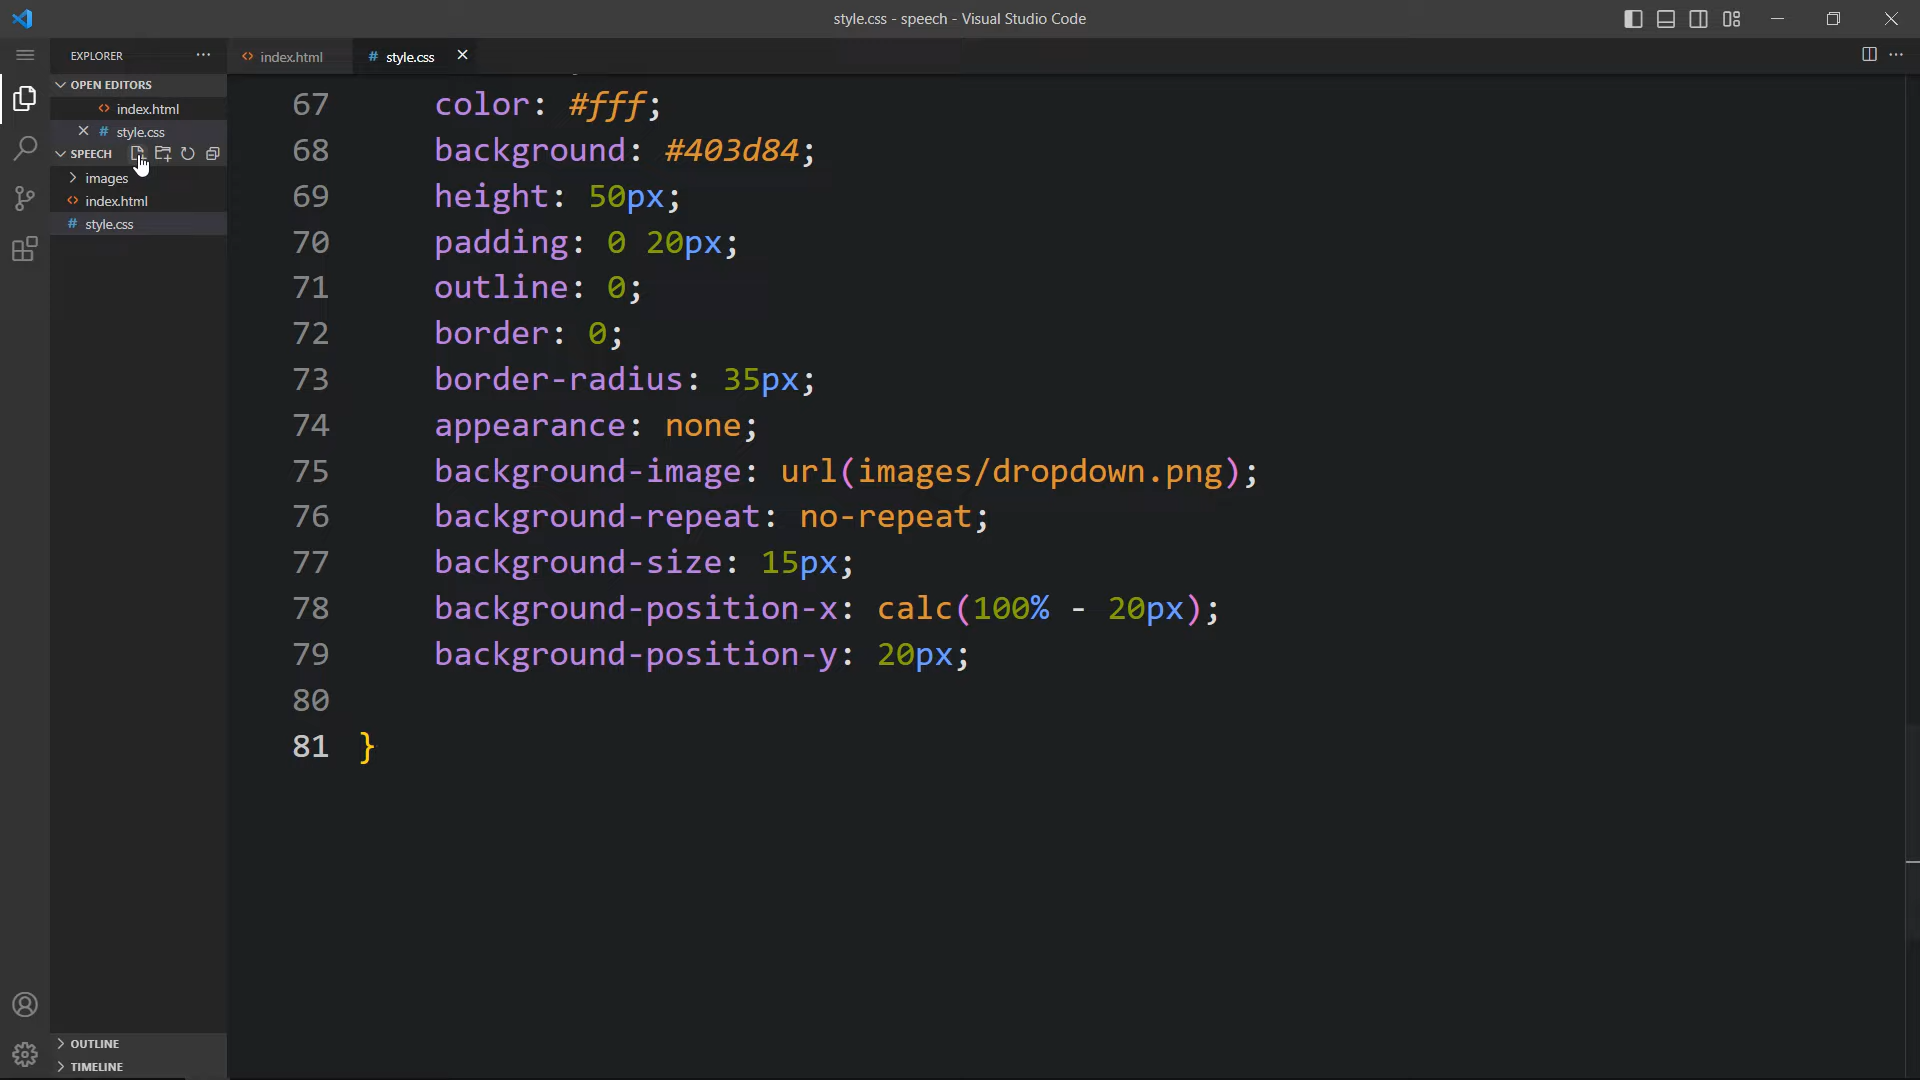 style.css - speech - Visual Studio Code
EXPLORER
index.html
# style.css
OPEN EDITORS
index.html
# style.css
SPEECH
images
index.html
# style.css
67 color: #fff;
68 background: #403d84;
69 height: 50px;
70 padding: 0 20px;
71 outline: 0;
72 border: 0;
73 border-radius: 35px;
74 appearance: none;
75 background-image: url(images/dropdown.png);
76 background-repeat: no-repeat;
77 background-size: 15px;
78 background-position-x: calc(100% - 20px);
79 background-position-y: 20px;
80
81 }
OUTLINE
TIMELINE